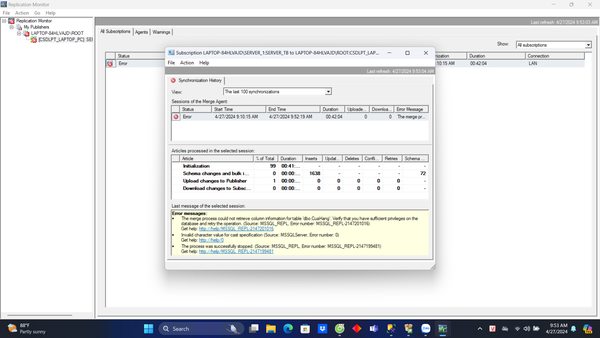 Replication Monitor
File Action Go Help
Replication Monitor
My Publishers
LAPTOP-84HLVAJD\ROOT
Last refresh: 4/27/2024 9:53:01 AM
All Subscriptions Agents Warnings
Show: All subscriptions
Status Duration Connection
Error 00:42:04 LAN
Subscription LAPTOP-84HLVAJD\SERVER_1:SERVER_TB to LAPTOP-84HLVAJD\ROOT:CSDLPT_LAP...
File Action Help
Last refresh: 4/27/2024 9:53:04 AM
Synchronization History
View: The last 100 synchronizations
Sessions of the Merge Agent:
Status Start Time End Time Duration Uploade... Downloa... Error Message
Error 4/27/2024 9:10:15 AM 4/27/2024 9:52:19 AM 00:42:04 0 0 The merge pr...
Articles processed in the selected session:
Article % of Total Duration Inserts Updat... Deletes Confli... Retries Schema ...
Initialization 99 00:41:... - - - - - -
Schema changes and bulk i... 0 00:00:... 1638 - - - - 72
Upload changes to Publisher 1 00:00:... 0 0 0 0 0 -
Download changes to Subsc... 0 00:00:... 0 0 0 0 0 -
Last message of the selected session:
Error messages:
The merge process could not retrieve column information for table 'dbo.CuaHang'. Verify that you have sufficient privileges on the
database and retry the operation. (Source: MSSQL_REPL, Error number: MSSQL_REPL-2147201016)
Get help: http://help/MSSQL_REPL-2147201016
Invalid character value for cast specification (Source: MSSQLServer, Error number: 0)
Get help: http://help/0
The process was successfully stopped. (Source: MSSQL_REPL, Error number: MSSQL_REPL-2147199481)
Get help: http://help/MSSQL_REPL-2147199481
88°F
Partly sunny
Search
9:53 AM
4/27/2024